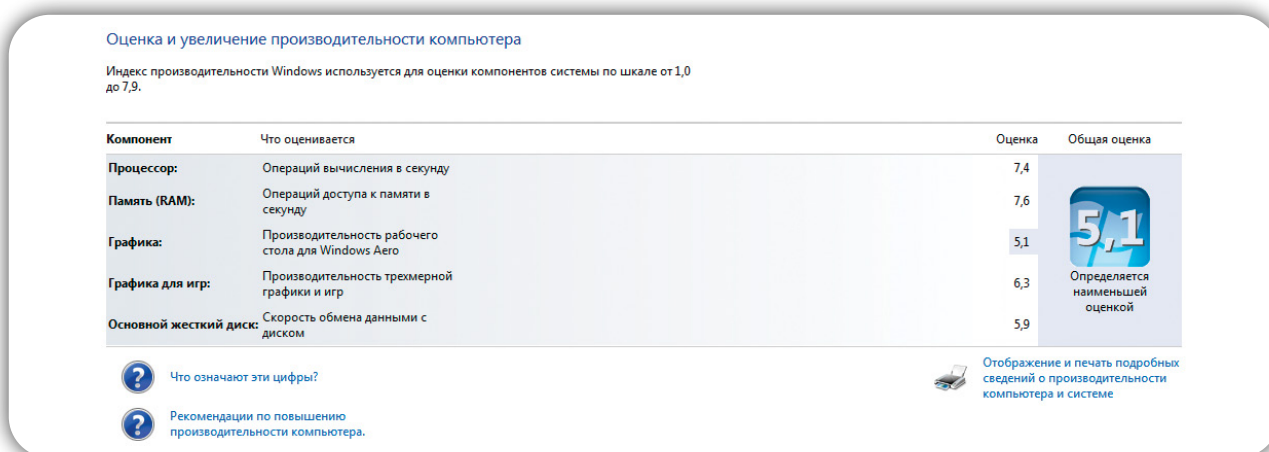 Оценка и увеличение производительности компьютера
Индекс производительности Windows используется для оценки компонентов системы по шкале от 1,0
до 7,9.
Компонент Что оценивается Оценка Общая оценка
Процессор: Операций вычисления в секунду 7,4
Память (RAM): Операций доступа к памяти в
секунду 7,6
Графика: Производительность рабочего
стола для Windows Aero 5,1
Графика для игр: Производительность трехмерной
графики и игр 6,3
Основной жесткий диск: Скорость обмена данными с
диском 5,9
5,1
Определяется
наименьшей
оценкой
Что означают эти цифры?
Рекомендации по повышению
производительности компьютера.
Отображение и печать подробных
сведений о производительности
компьютера и системе